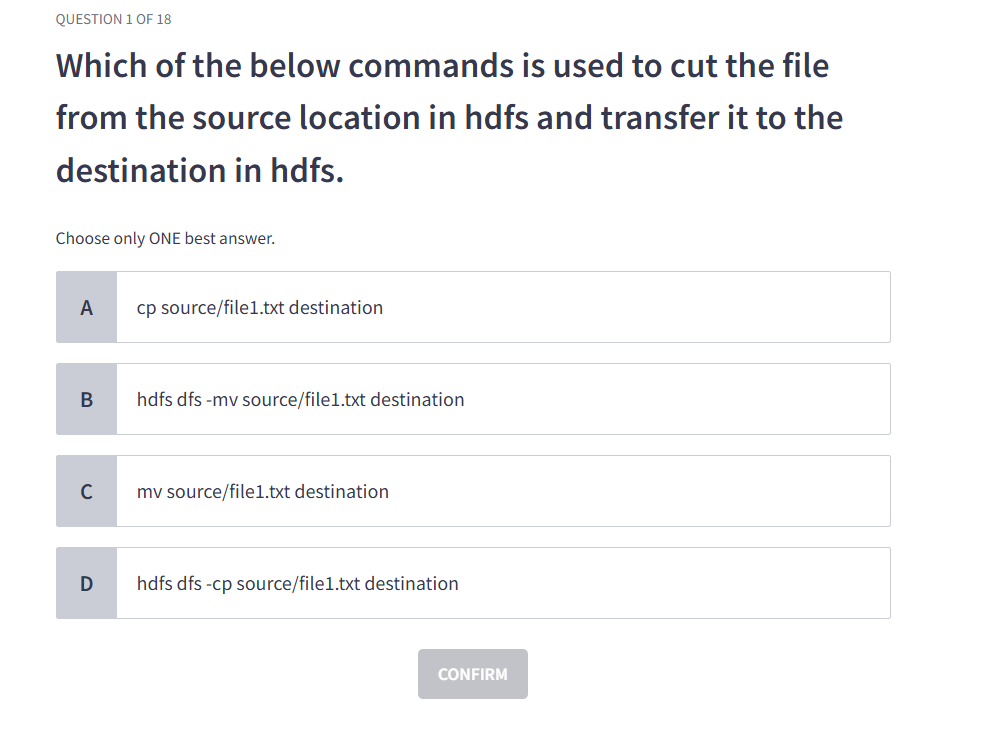 QUESTION 1 OF 18
Which of the below commands is used to cut the file
from the source location in hdfs and transfer it to the
destination in hdfs.
Choose only ONE best answer.
A cp source/file1.txt destination
B hdfs dfs -mv source/file1.txt destination
C mv source/file1.txt destination
D hdfs dfs -cp source/file1.txt destination
CONFIRM